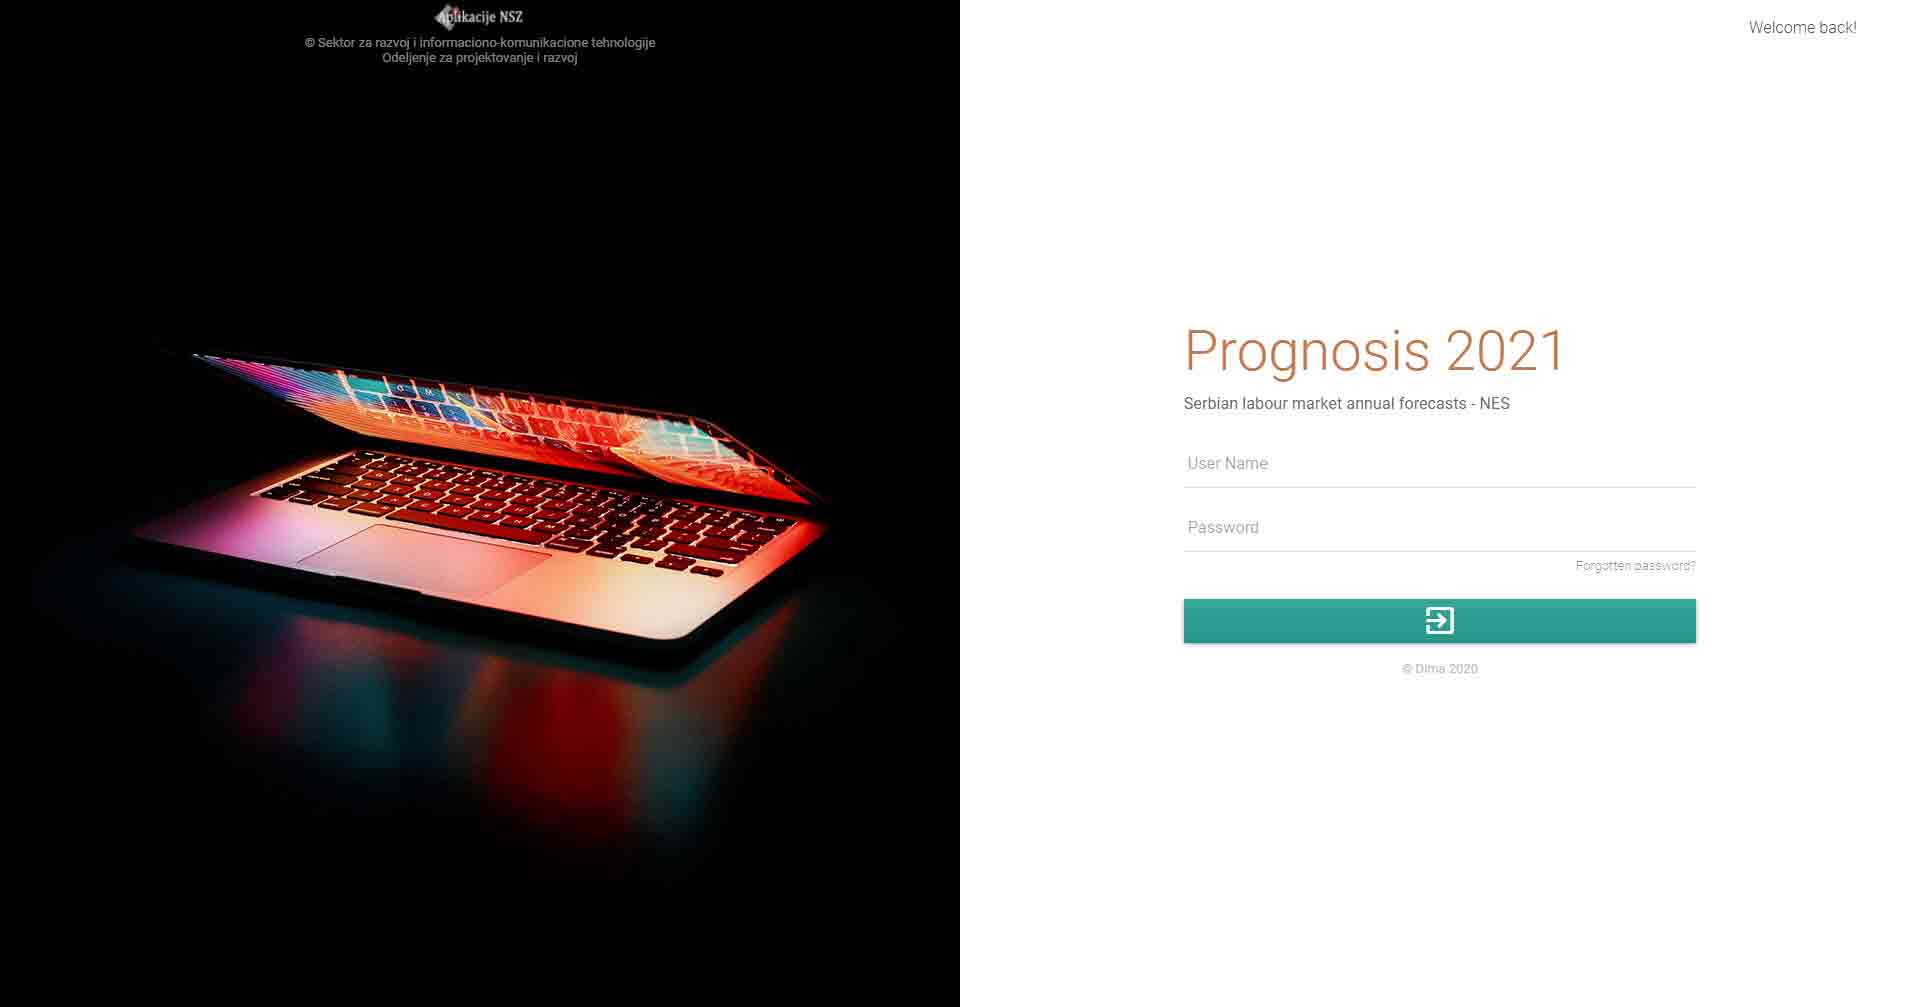 Aplikacije NSZ
© Sektor za razvoj i informaciono-komunikacione tehnologije
Odeljenje za projektovanje i razvoj
Welcome back!
Prognosis 2021
Serbian labour market annual forecasts - NES
User Name
Password
Forgotten password?
© Dima 2020